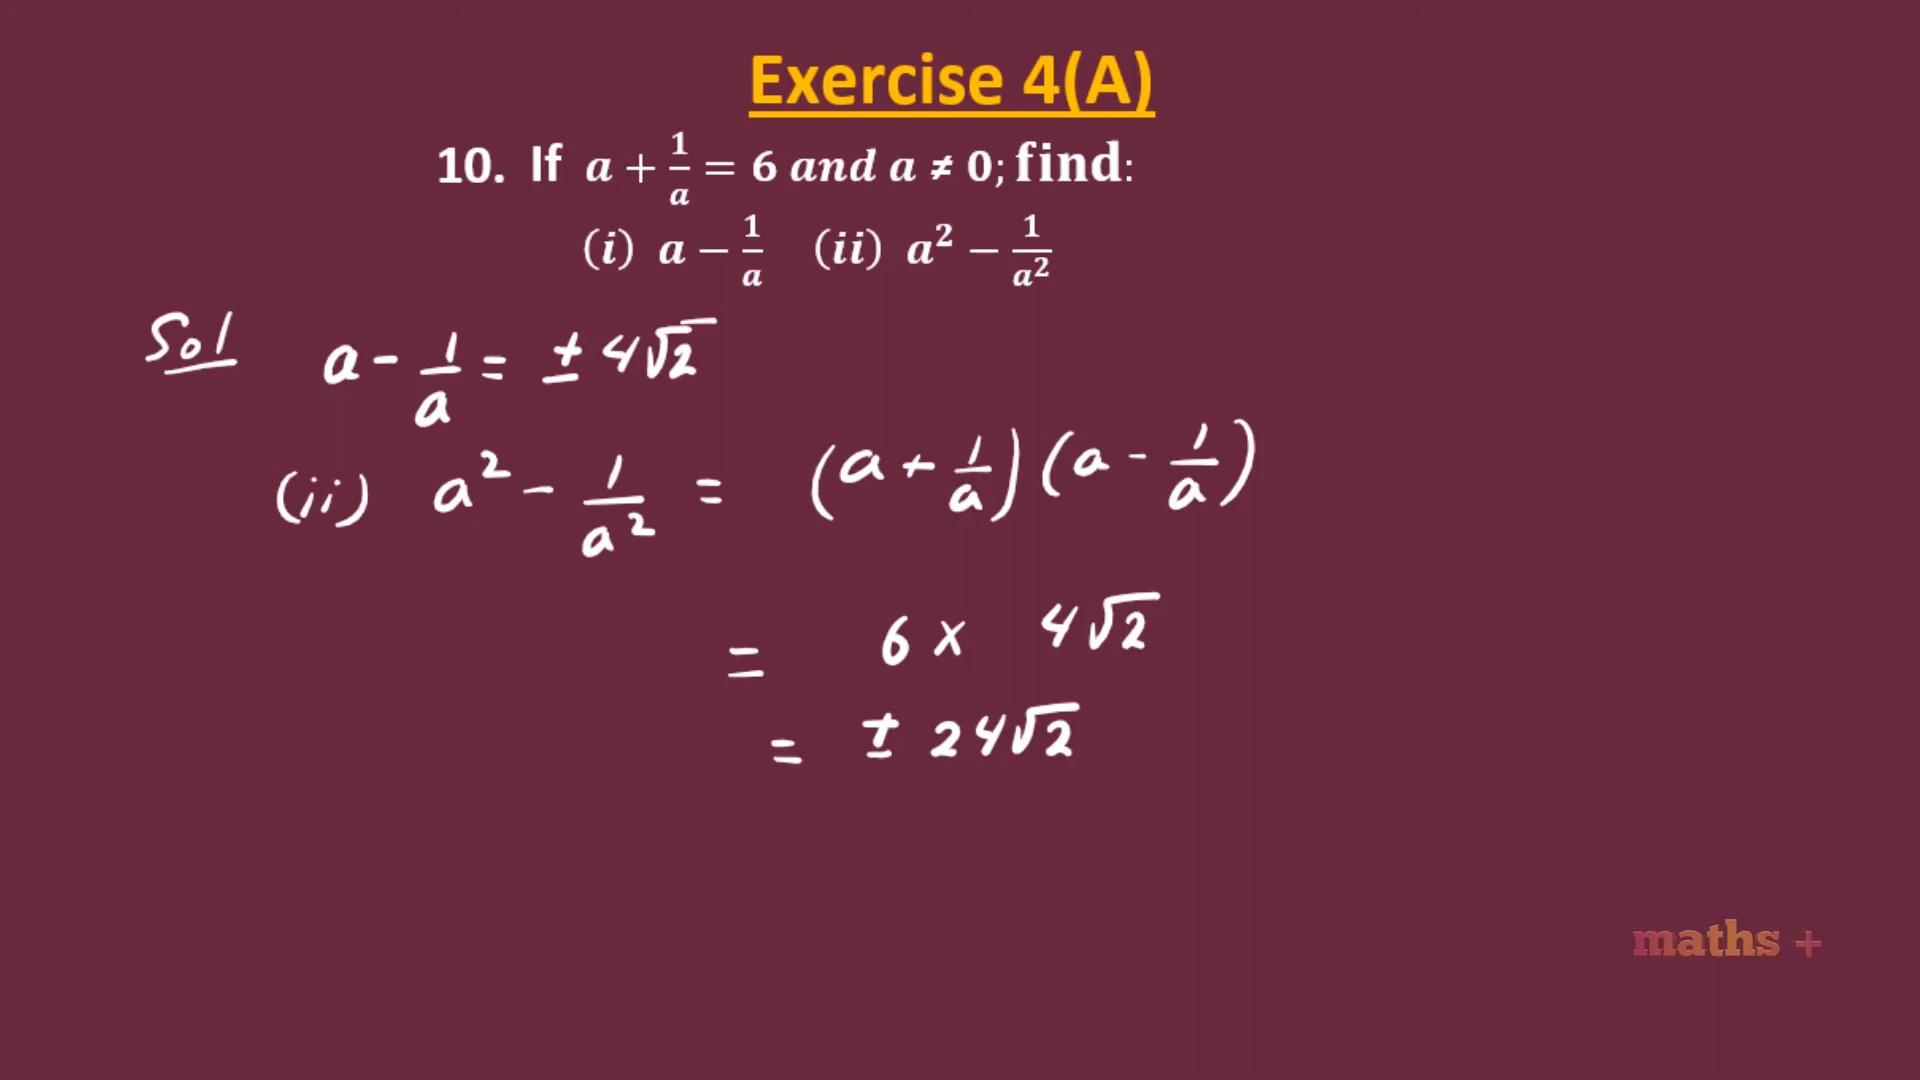 Exercise 4(A)
10. If a + 1/a = 6 and a ≠ 0; find:
(i) a − 1/a (ii) a² − 1/a²
Sol a - 1/a = ± 4√2
(ii) a² - 1/a² = (a + 1/a) (a - 1/a)
= 6 x 4√2
= ± 24√2
maths +